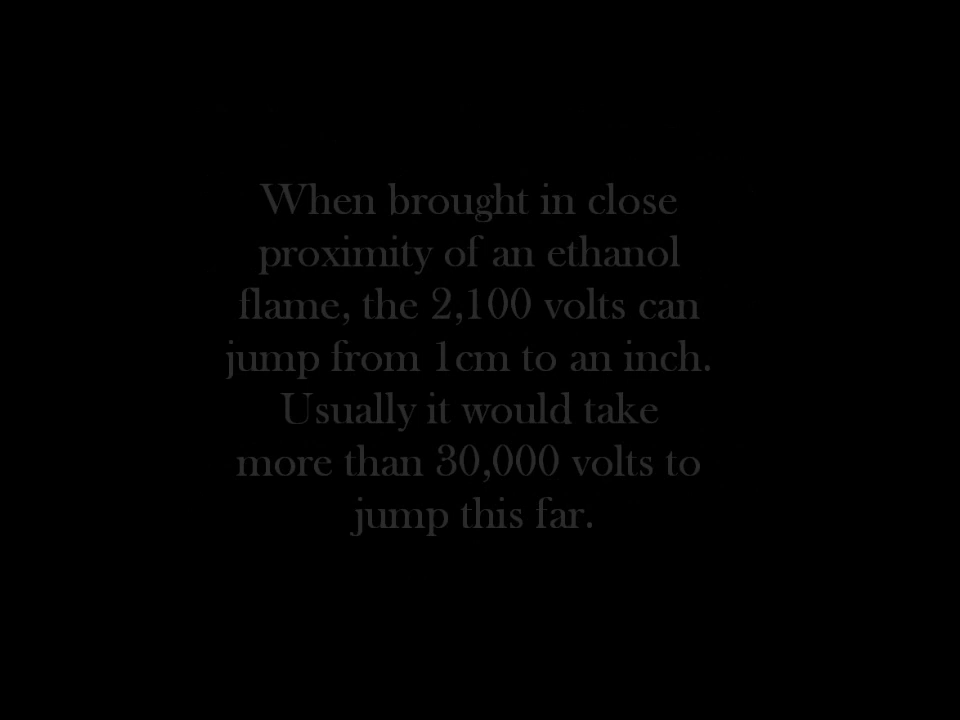 When brought in close
proximity of an ethanol
flame, the 2,100 volts can
jump from 1cm to an inch.
Usually it would take
more than 30,000 volts to
jump this far.